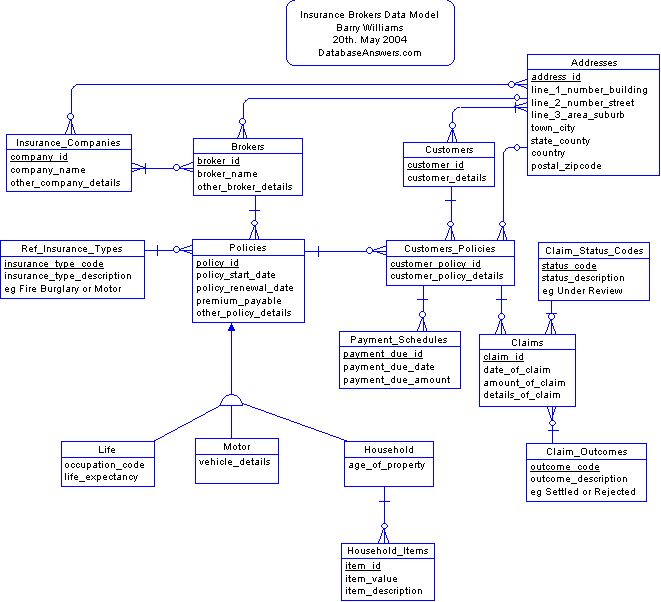 Insurance Brokers Data Model
Barry Williams
20th. May 2004
DatabaseAnswers.com
Addresses
address_id
line_1_number_building
line_2_number_street
line_3_area_suburb
town_city
state_county
country
postal_zipcode
Insurance_Companies
company_id
company_name
other_company_details
Brokers
broker_id
broker_name
other_broker_details
Customers
customer_id
customer_details
Ref_Insurance_Types
insurance_type_code
insurance_type_description
eg Fire Burglary or Motor
Policies
policy_id
policy_start_date
policy_renewal_date
premium_payable
other_policy_details
Customers_Policies
customer_policy_id
customer_policy_details
Claim_Status_Codes
status_code
status_description
eg Under Review
Payment_Schedules
payment_due_id
payment_due_date
payment_due_amount
Claims
claim_id
date_of_claim
amount_of_claim
details_of_claim
Life
occupation_code
life_expectancy
Motor
vehicle_details
Household
age_of_property
Claim_Outcomes
outcome_code
outcome_description
eg Settled or Rejected
Household_Items
item_id
item_value
item_description